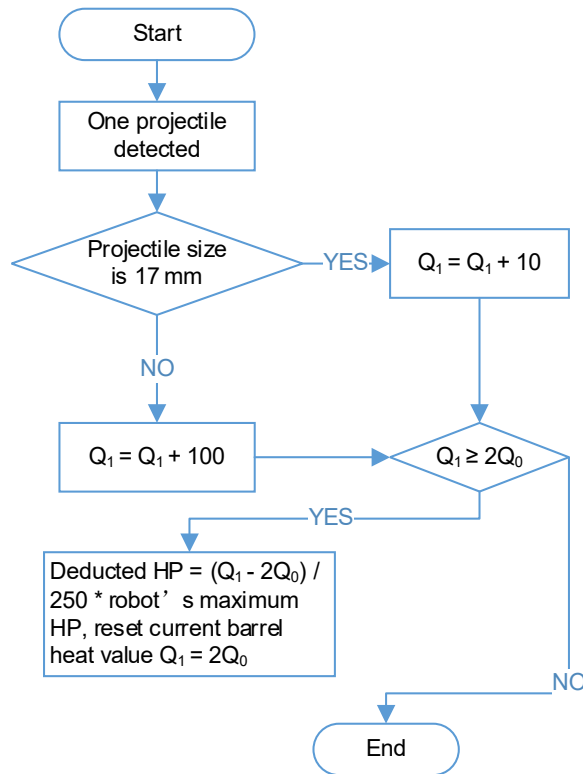 Start
One projectile
detected
Projectile size
is 17 mm
YES
Q₁ = Q₁ + 10
NO
Q₁ = Q₁ + 100
Q₁ ≥ 2Q₀
YES
Deducted HP = (Q₁ - 2Q₀) /
250 * robot’s maximum
HP, reset current barrel
heat value Q₁ = 2Q₀
NO
End